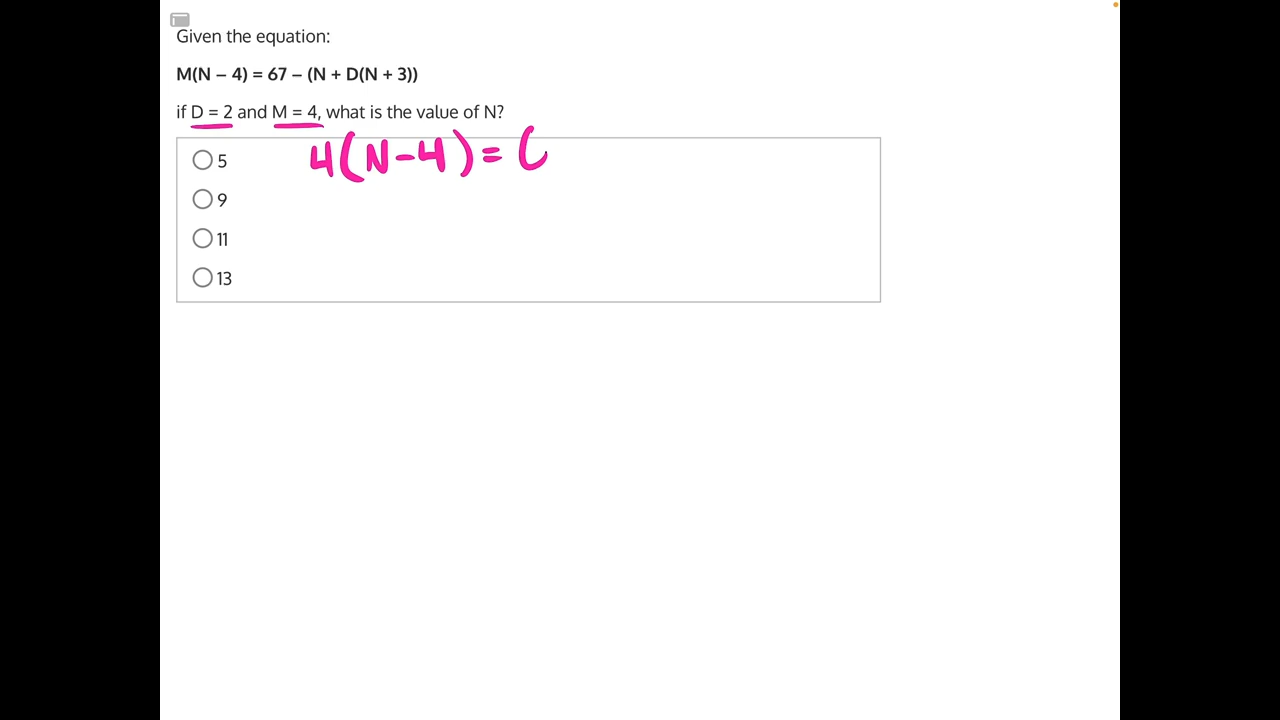 Given the equation:
M(N – 4) = 67 – (N + D(N + 3))
if D = 2 and M = 4, what is the value of N?
5
4(N-4) = (
9
11
13